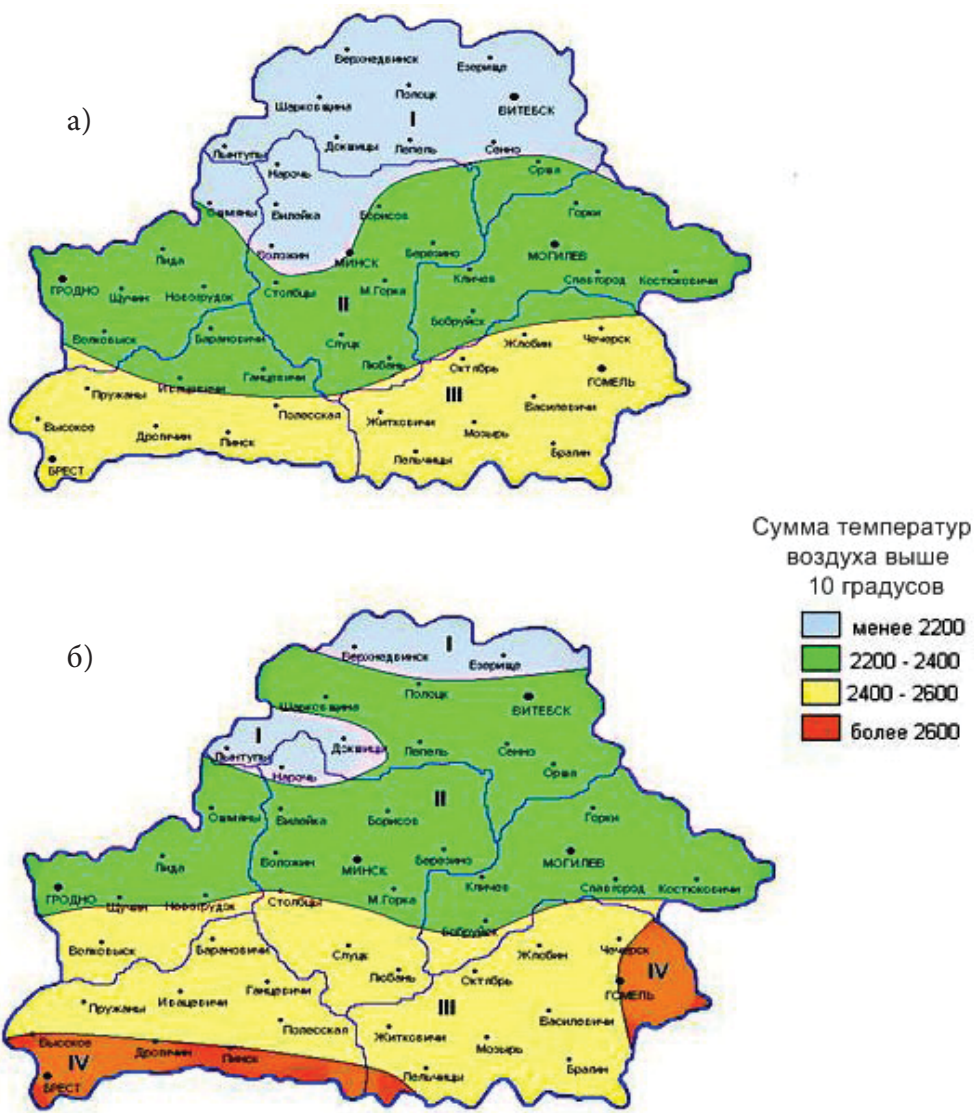 Верхнедвинск
Езерище
Полоцк
Шарковщина
ВИТЕБСК
а)
I
Лынтупы
Докшицы
Лепель
Сенно
Нарочь
Орша
Ошмяны
Вилейка
Борисов
Горки
Воложин
МИНСК
Березино
МОГИЛЕВ
Лида
ГРОДНО
Щучин
Новогрудок
Столбцы
М.Горка
Кличев
Славгород
Костюковичи
II
Волковыск
Барановичи
Слуцк
Бобруйск
Жлобин
Чечерск
Любань
Октябрь
Пружаны
Ивацевичи
Ганцевичи
ГОМЕЛЬ
III
Высокое
Дрогичин
Пинск
Полесская
Житковичи
Мозырь
Василевичи
БРЕСТ
Лельчицы
Брагин
Сумма температур
воздуха выше
10 градусов
менее 2200
2200 - 2400
2400 - 2600
более 2600
б)
I
Верхнедвинск
Езерище
Полоцк
Шарковщина
ВИТЕБСК
I
Лынтупы
Докшицы
Лепель
Сенно
Нарочь
Орша
II
Ошмяны
Вилейка
Борисов
Горки
Лида
Воложин
МИНСК
Березино
МОГИЛЕВ
ГРОДНО
Щучин
Новогрудок
Столбцы
М.Горка
Кличев
Славгород
Костюковичи
Бобруйск
Волковыск
Барановичи
Слуцк
Жлобин
Чечерск
Любань
Октябрь
IV
Пружаны
Ивацевичи
Ганцевичи
ГОМЕЛЬ
III
Полесская
Житковичи
Василевичи
Высокое
Дрогичин
Пинск
Мозырь
IV
БРЕСТ
Лельчицы
Брагин